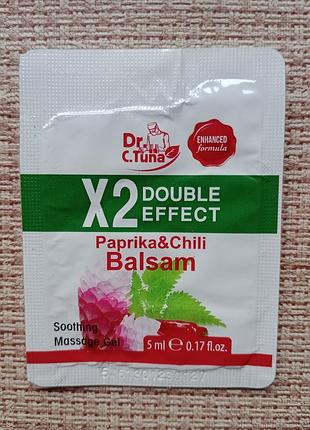 Dr.
C.Tuna
ENHANCED
formula
X2 DOUBLE
EFFECT
Paprika&Chili
Balsam
Soothing
Massage Gel
5 ml ℮ 0.17 fl.oz.